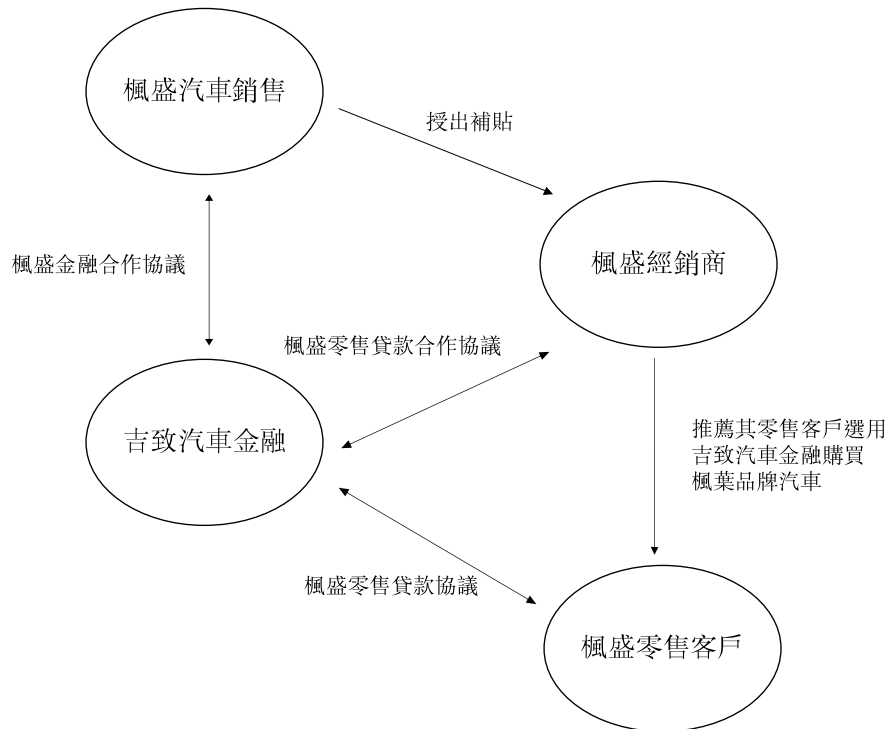 楓盛汽車銷售
授出補貼
楓盛金融合作協議
楓盛經銷商
楓盛零售貸款合作協議
吉致汽車金融
推薦其零售客戶選用
吉致汽車金融購買
楓葉品牌汽車
楓盛零售貸款協議
楓盛零售客戶